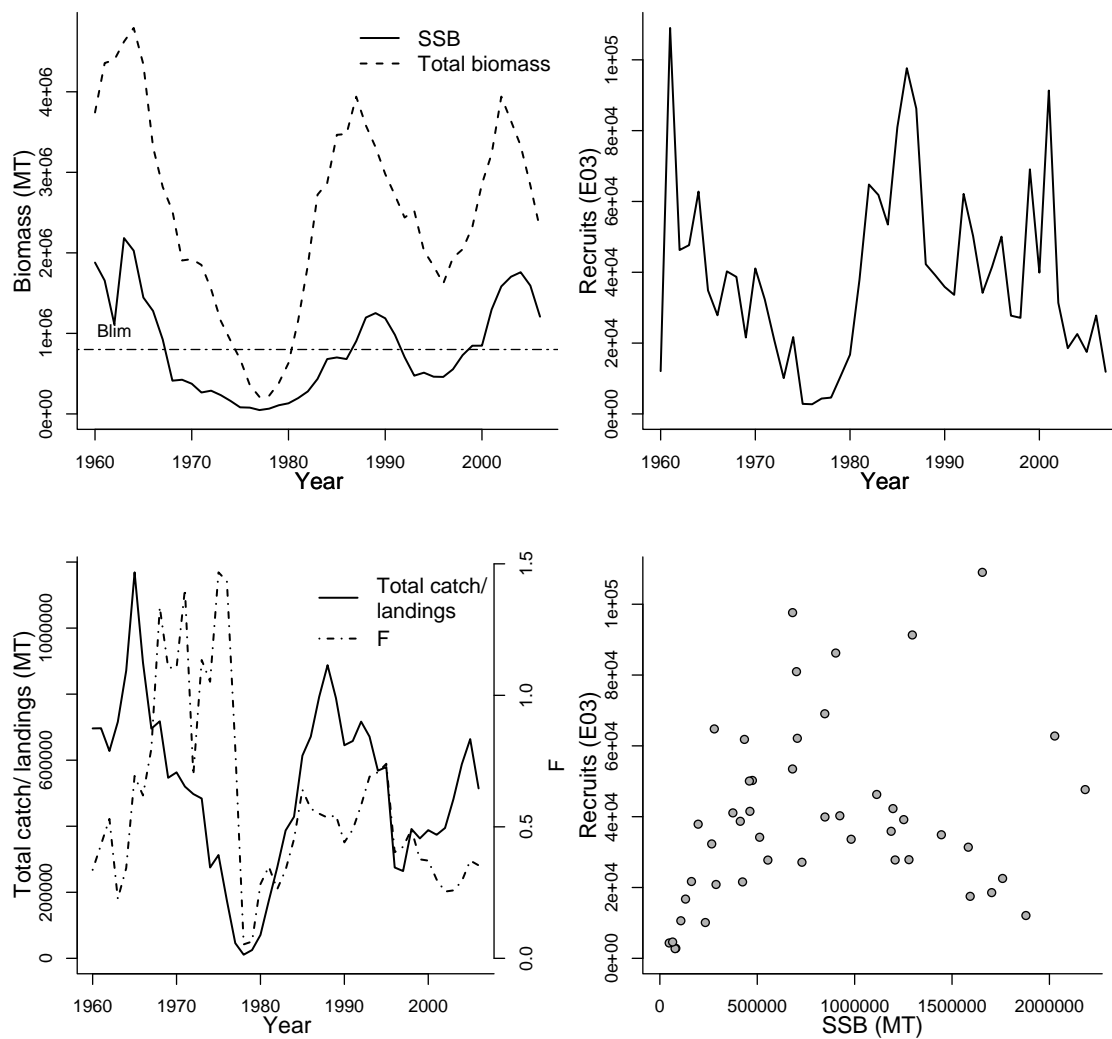 SSB
Total biomass
Biomass (MT)
4e+06
3e+06
2e+06
1e+06
0e+00
Blim
1960 1970 1980 1990 2000
Year
Recruits (E03)
1e+05
8e+04
6e+04
4e+04
2e+04
0e+00
1960 1970 1980 1990 2000
Year
Total catch/ landings (MT)
1000000
600000
200000
0
Total catch/
landings
F
1.5
1.0
0.5
0.0
F
1960 1970 1980 1990 2000
Year
Recruits (E03)
1e+05
8e+04
6e+04
4e+04
2e+04
0e+00
0 500000 1000000 1500000 2000000
SSB (MT)